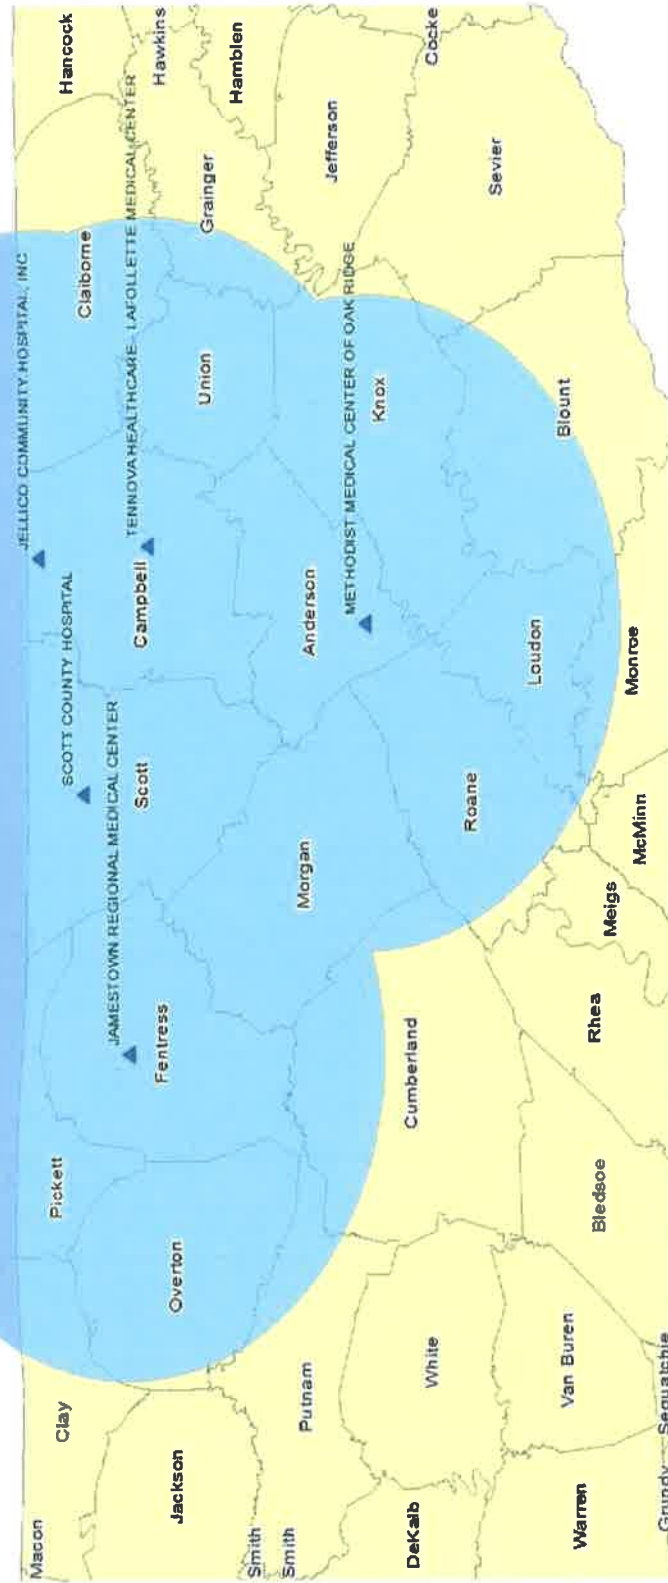 Macon
Clay
Pickett
JAMESTOWN REGIONAL MEDICAL CENTER
SCOTT COUNTY HOSPITAL
JELLICO COMMUNITY HOSPITAL, INC
TENNOVA HEALTHCARE- LAFOLLETTE MEDICAL CENTER
Hancock
Claiborne
Hawkins
Jackson
Overton
Fentress
Scott
Campbell
Union
Grainger
Hamblen
Smith
Smith
Putnam
Morgan
Anderson
METHODIST MEDICAL CENTER OF OAK RIDGE
Knox
Jefferson
Cocke
DeKalb
White
Cumberland
Roane
Loudon
Blount
Sevier
Warren
Van Buren
Bledsoe
Rhea
Meigs
McMinn
Monroe
Grundy
Sequatchie